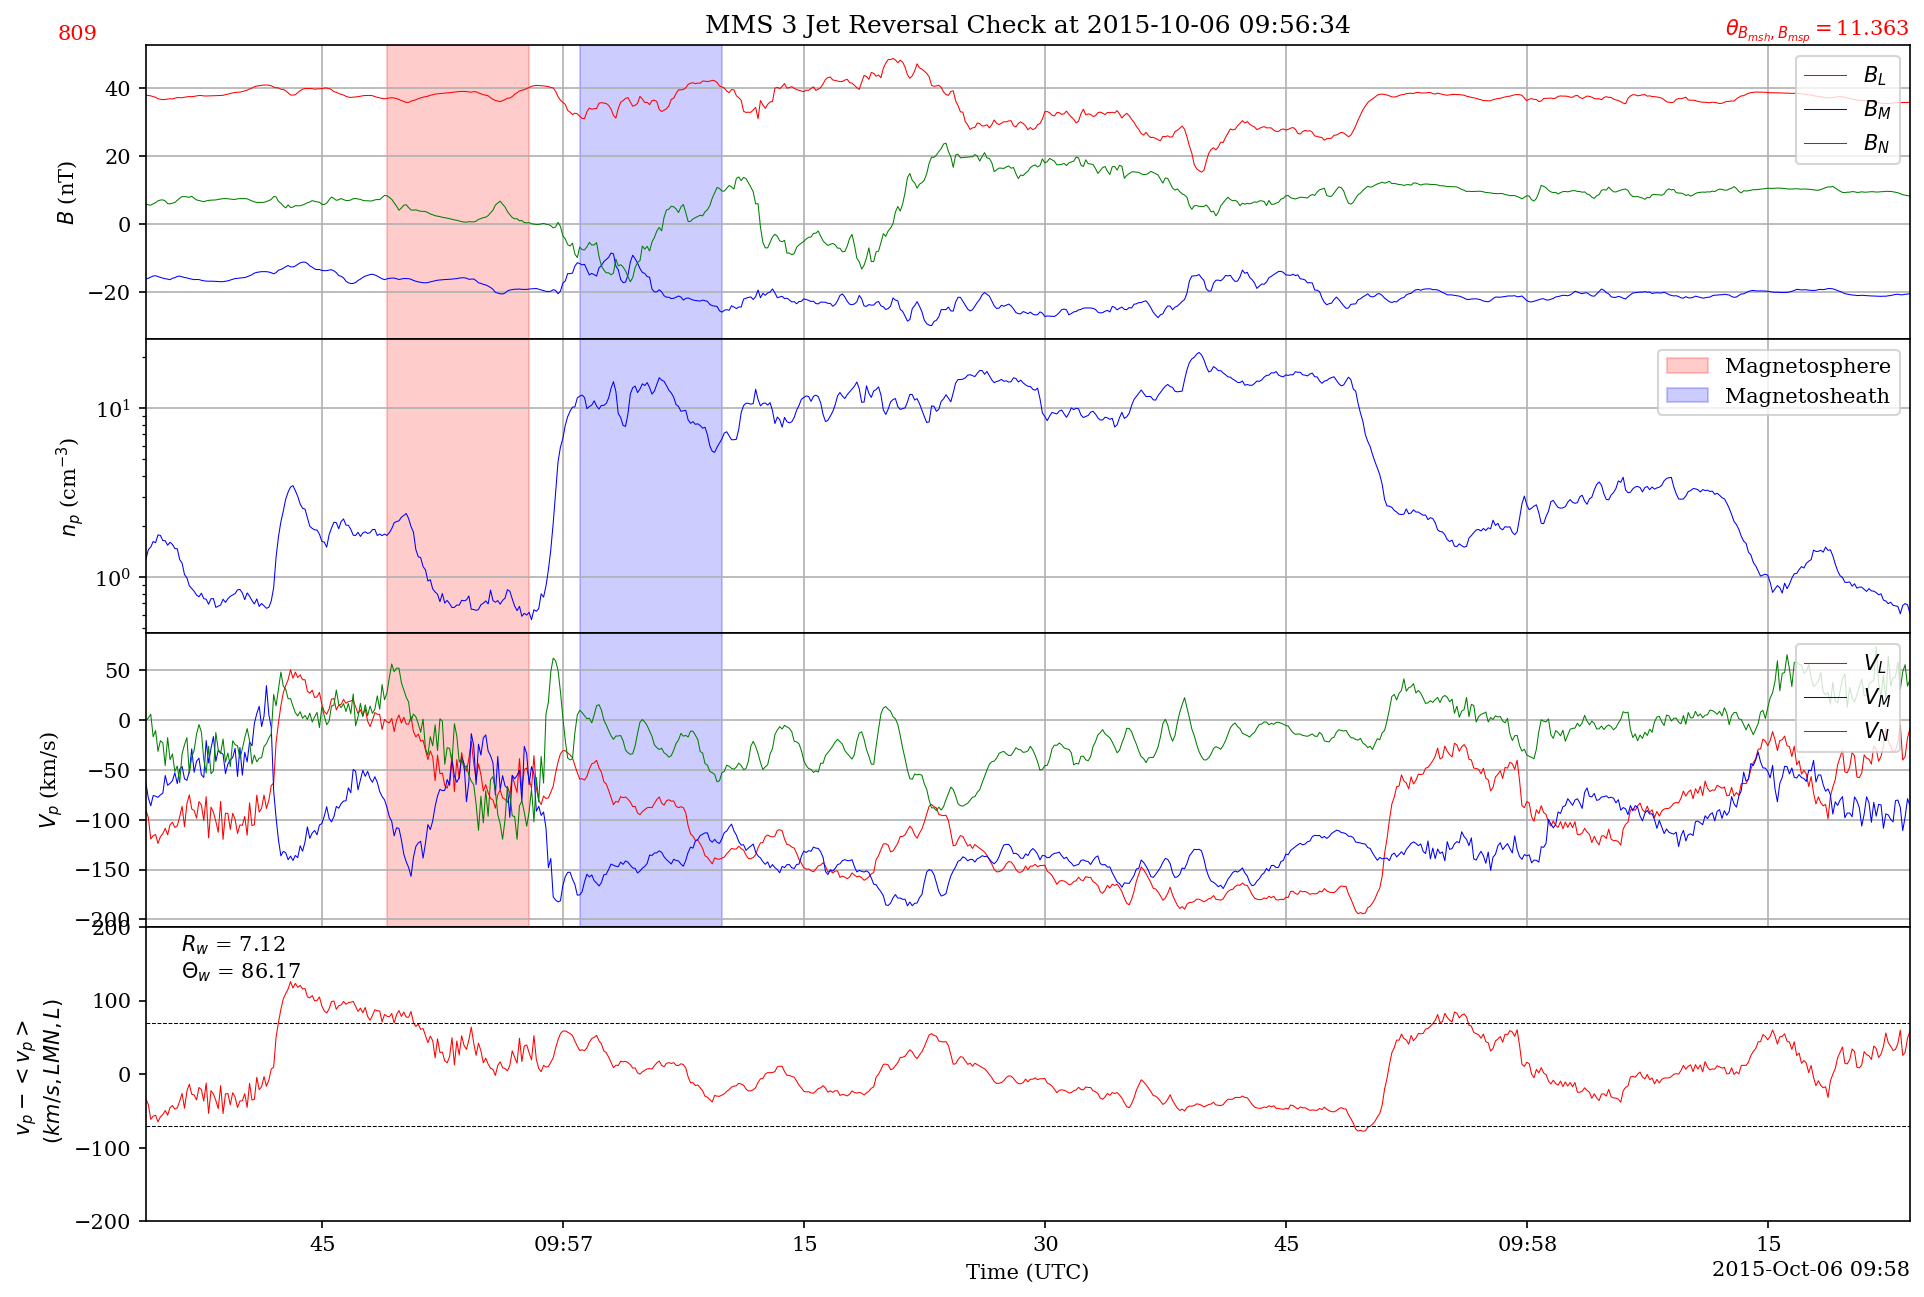 809
MMS 3 Jet Reversal Check at 2015-10-06 09:56:34
θ_{B_{msh}, B_{msp}} = 11.363
B (nT)
40
20
0
−20
B_L
B_M
B_N
n_p (cm^{−3})
10^1
10^0
Magnetosphere
Magnetosheath
V_p (km/s)
50
0
−50
−100
−150
−200
V_L
V_M
V_N
v_p − < v_p >
(km/s, LMN, L)
200
100
0
−100
−200
R_w = 7.12
Θ_w = 86.17
45
09:57
15
30
45
09:58
15
Time (UTC)
2015-Oct-06 09:58